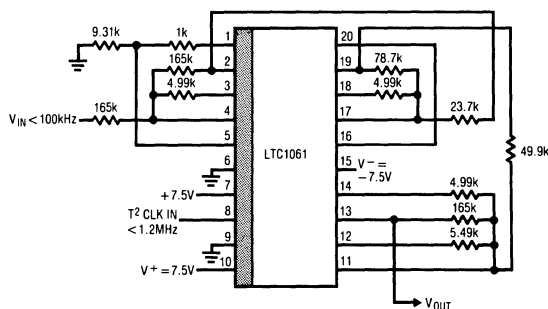 9.31k
1k
1
20
165k
2
19
78.7k
4.99k
3
18
4.99k
V_IN < 100kHz
165k
4
17
23.7k
5
16
LTC1061
49.9k
6
15
V⁻ =
-7.5V
+7.5V
7
14
4.99k
T² CLK IN
<1.2MHz
8
13
165k
9
12
5.49k
V⁺ = 7.5V
10
11
V_OUT